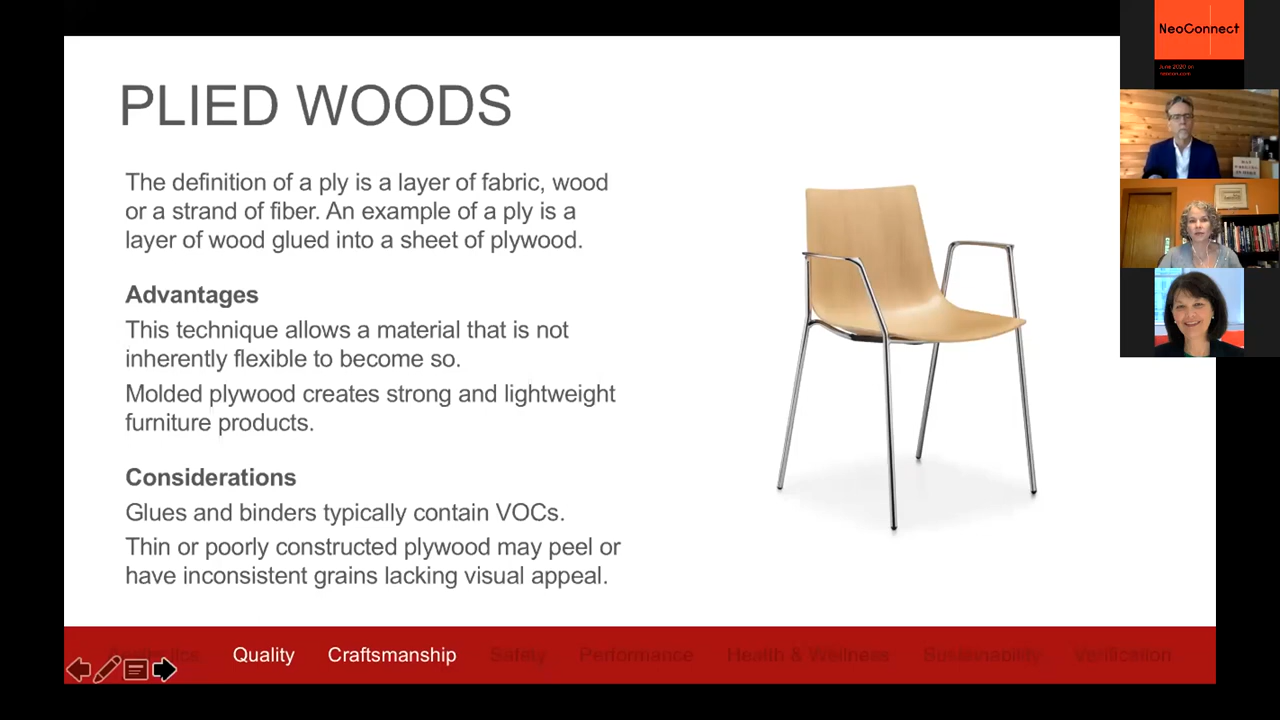 PLIED WOODS
The definition of a ply is a layer of fabric, wood
or a strand of fiber. An example of a ply is a
layer of wood glued into a sheet of plywood.
Advantages
This technique allows a material that is not
inherently flexible to become so.
Molded plywood creates strong and lightweight
furniture products.
Considerations
Glues and binders typically contain VOCs.
Thin or poorly constructed plywood may peel or
have inconsistent grains lacking visual appeal.
Quality Craftsmanship Safety Performance Health & Wellness Sustainability Verification
NeoConnect
June 2020 on